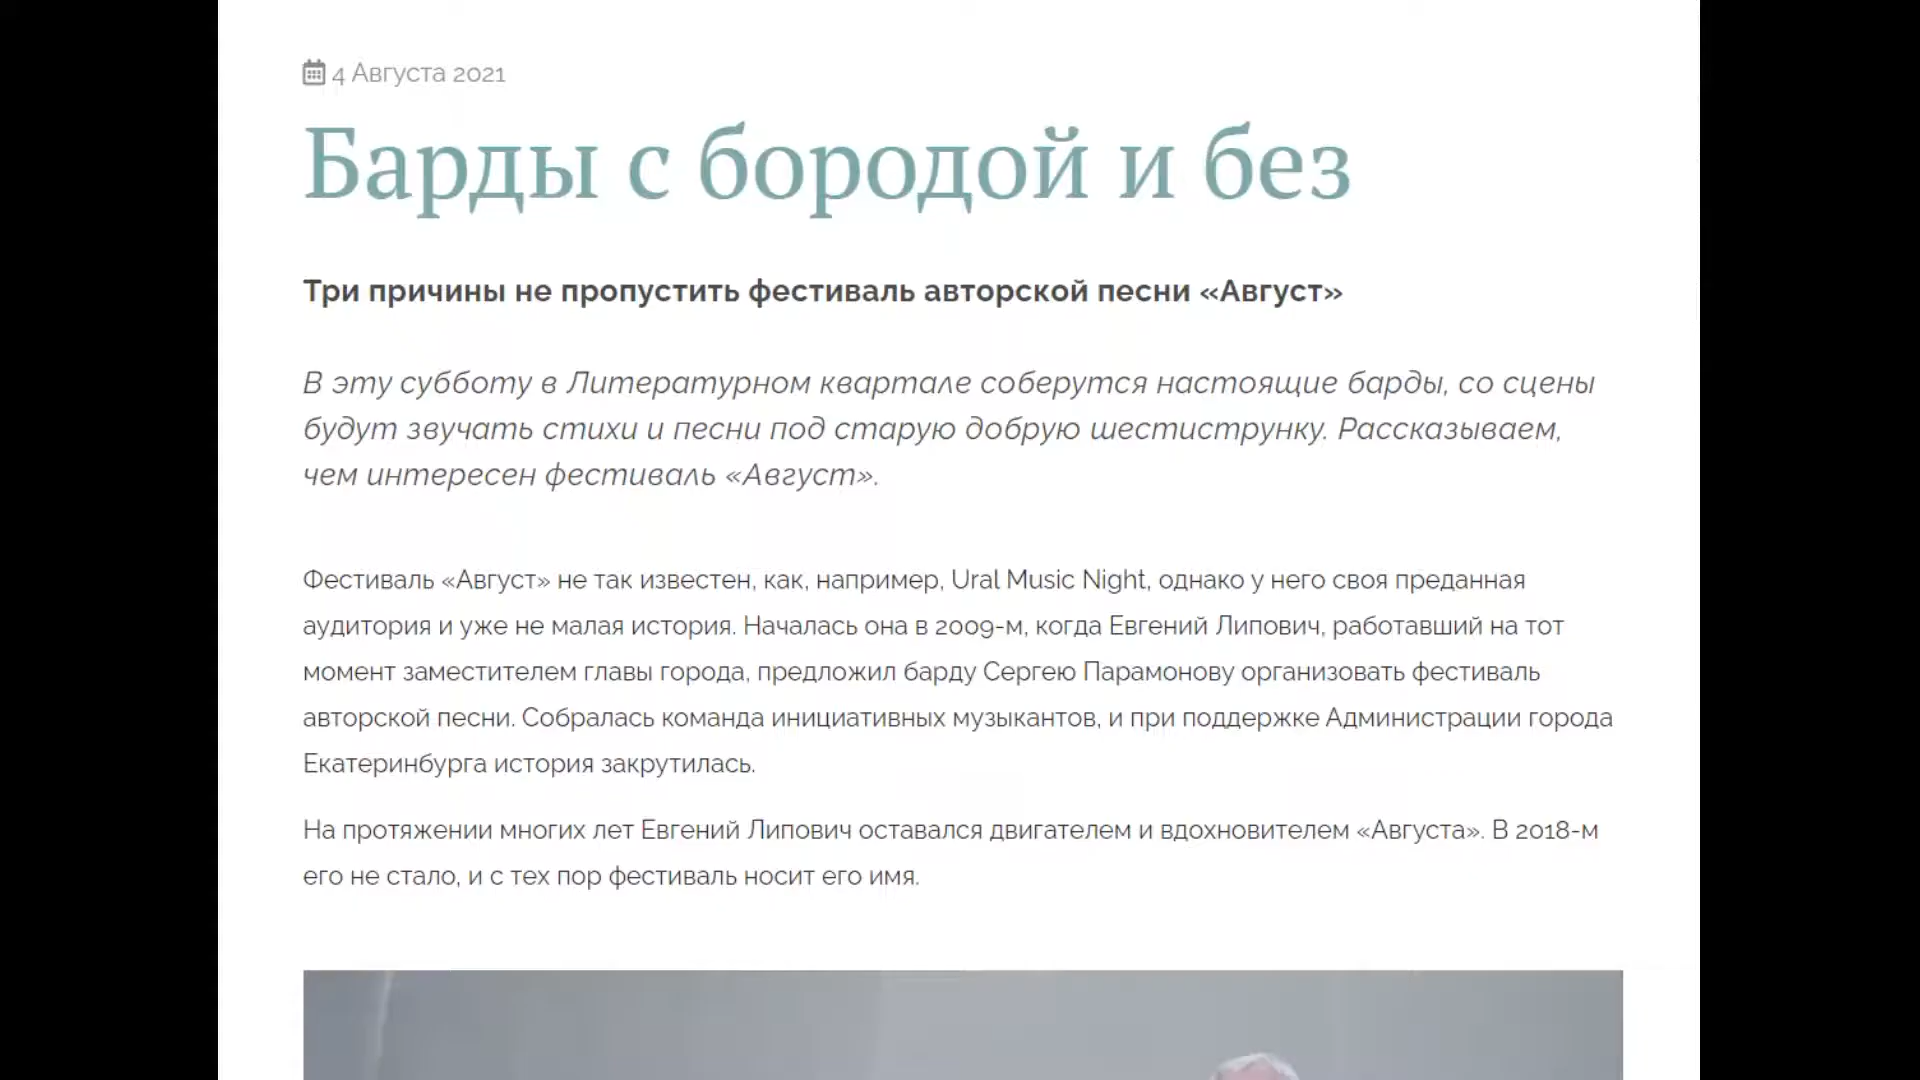 4 Августа 2021
Барды с бородой и без
Три причины не пропустить фестиваль авторской песни «Август»
В эту субботу в Литературном квартале соберутся настоящие барды, со сцены
будут звучать стихи и песни под старую добрую шестиструнку. Рассказываем,
чем интересен фестиваль «Август».
Фестиваль «Август» не так известен, как, например, Ural Music Night, однако у него своя преданная
аудитория и уже не малая история. Началась она в 2009-м, когда Евгений Липович, работавший на тот
момент заместителем главы города, предложил барду Сергею Парамонову организовать фестиваль
авторской песни. Собралась команда инициативных музыкантов, и при поддержке Администрации города
Екатеринбурга история закрутилась.
На протяжении многих лет Евгений Липович оставался двигателем и вдохновителем «Августа». В 2018-м
его не стало, и с тех пор фестиваль носит его имя.